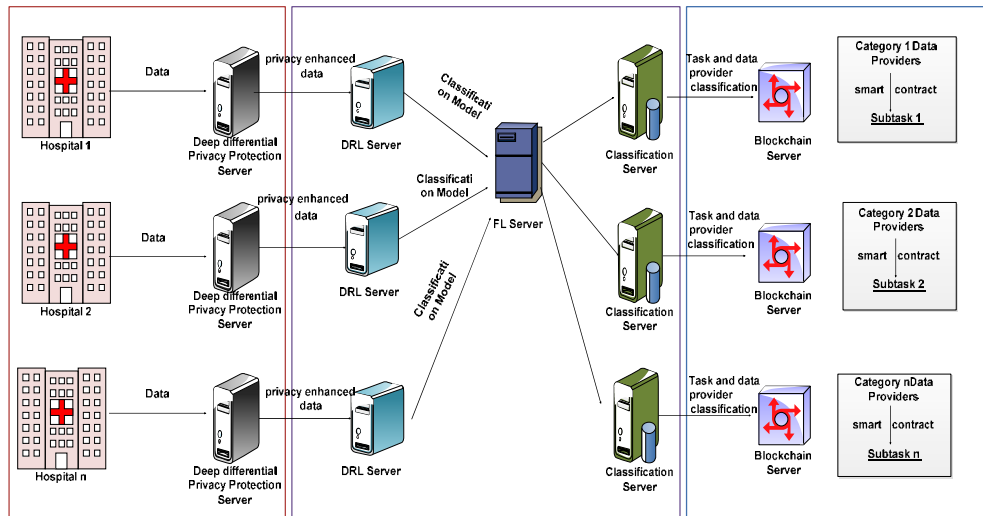 Data
Hospital 1
Deep differential
Privacy Protection
Server
privacy enhanced
data
DRL Server
Classificati
on Model
Classification
Server
Task and data
provider
classification
Blockchain
Server
Category 1 Data
Providers
smart contract
Subtask 1
Data
Hospital 2
Deep differential
Privacy Protection
Server
privacy enhanced
data
DRL Server
Classificati
on Model
FL Server
Classification
Server
Task and data
provider
classification
Blockchain
Server
Category 2 Data
Providers
smart contract
Subtask 2
Data
Hospital n
Deep differential
Privacy Protection
Server
privacy enhanced
data
DRL Server
Classificati
on Model
Classification
Server
Task and data
provider
classification
Blockchain
Server
Category nData
Providers
smart contract
Subtask n